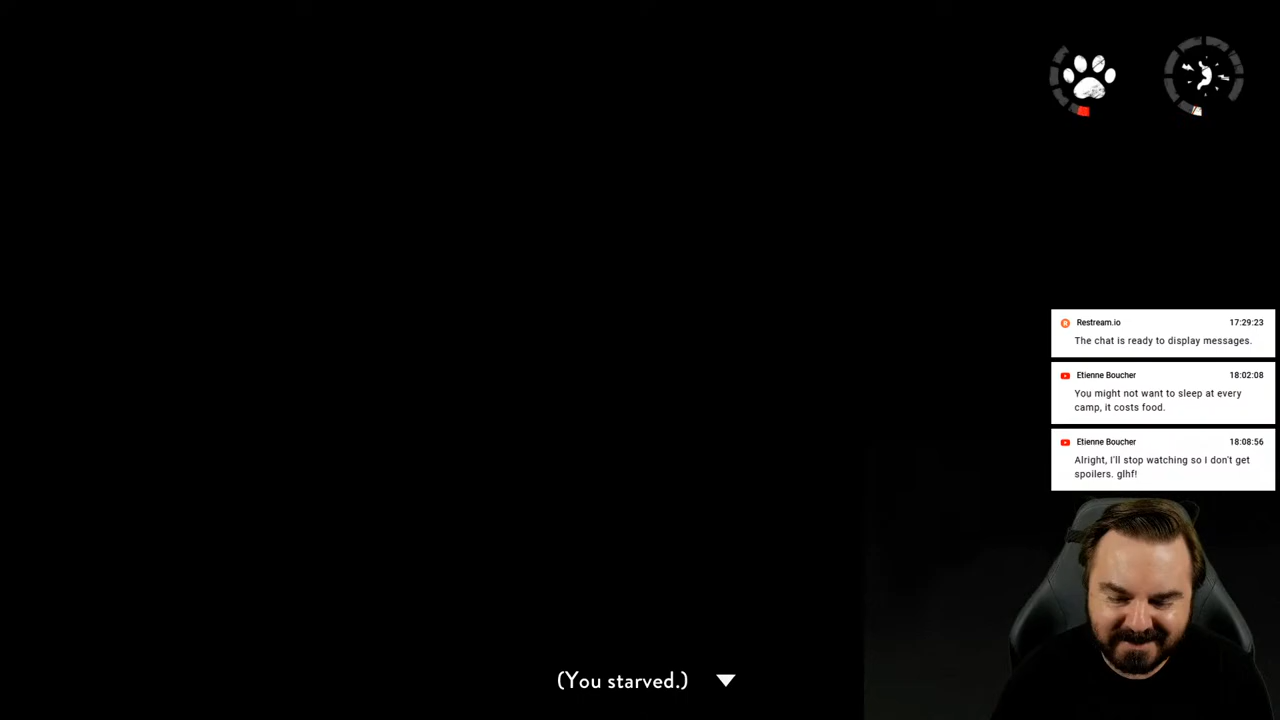 Restream.io 17:29:23
The chat is ready to display messages.
Etienne Boucher 18:02:08
You might not want to sleep at every
camp, it costs food.
Etienne Boucher 18:08:56
Alright, I'll stop watching so I don't get
spoilers. glhf!
(You starved.)